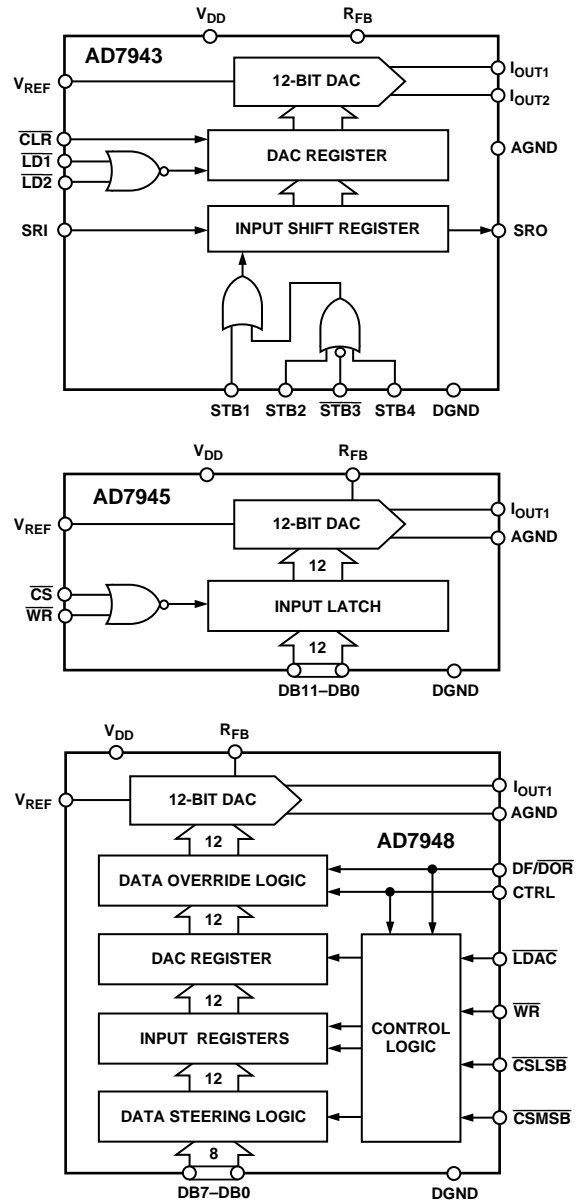 VDD RFB
AD7943
VREF 12-BIT DAC IOUT1
IOUT2
CLR
LD1 DAC REGISTER AGND
LD2
SRI INPUT SHIFT REGISTER SRO
STB1 STB2 STB3 STB4 DGND
VDD RFB
AD7945
VREF 12-BIT DAC IOUT1
AGND
12
CS
WR INPUT LATCH
12
DB11–DB0 DGND
VDD RFB
VREF 12-BIT DAC IOUT1
AGND
12 AD7948
DATA OVERRIDE LOGIC DF/DOR
CTRL
12
DAC REGISTER LDAC
12
INPUT REGISTERS CONTROL LOGIC WR
12 CSLSB
DATA STEERING LOGIC CSMSB
8
DB7–DB0 DGND